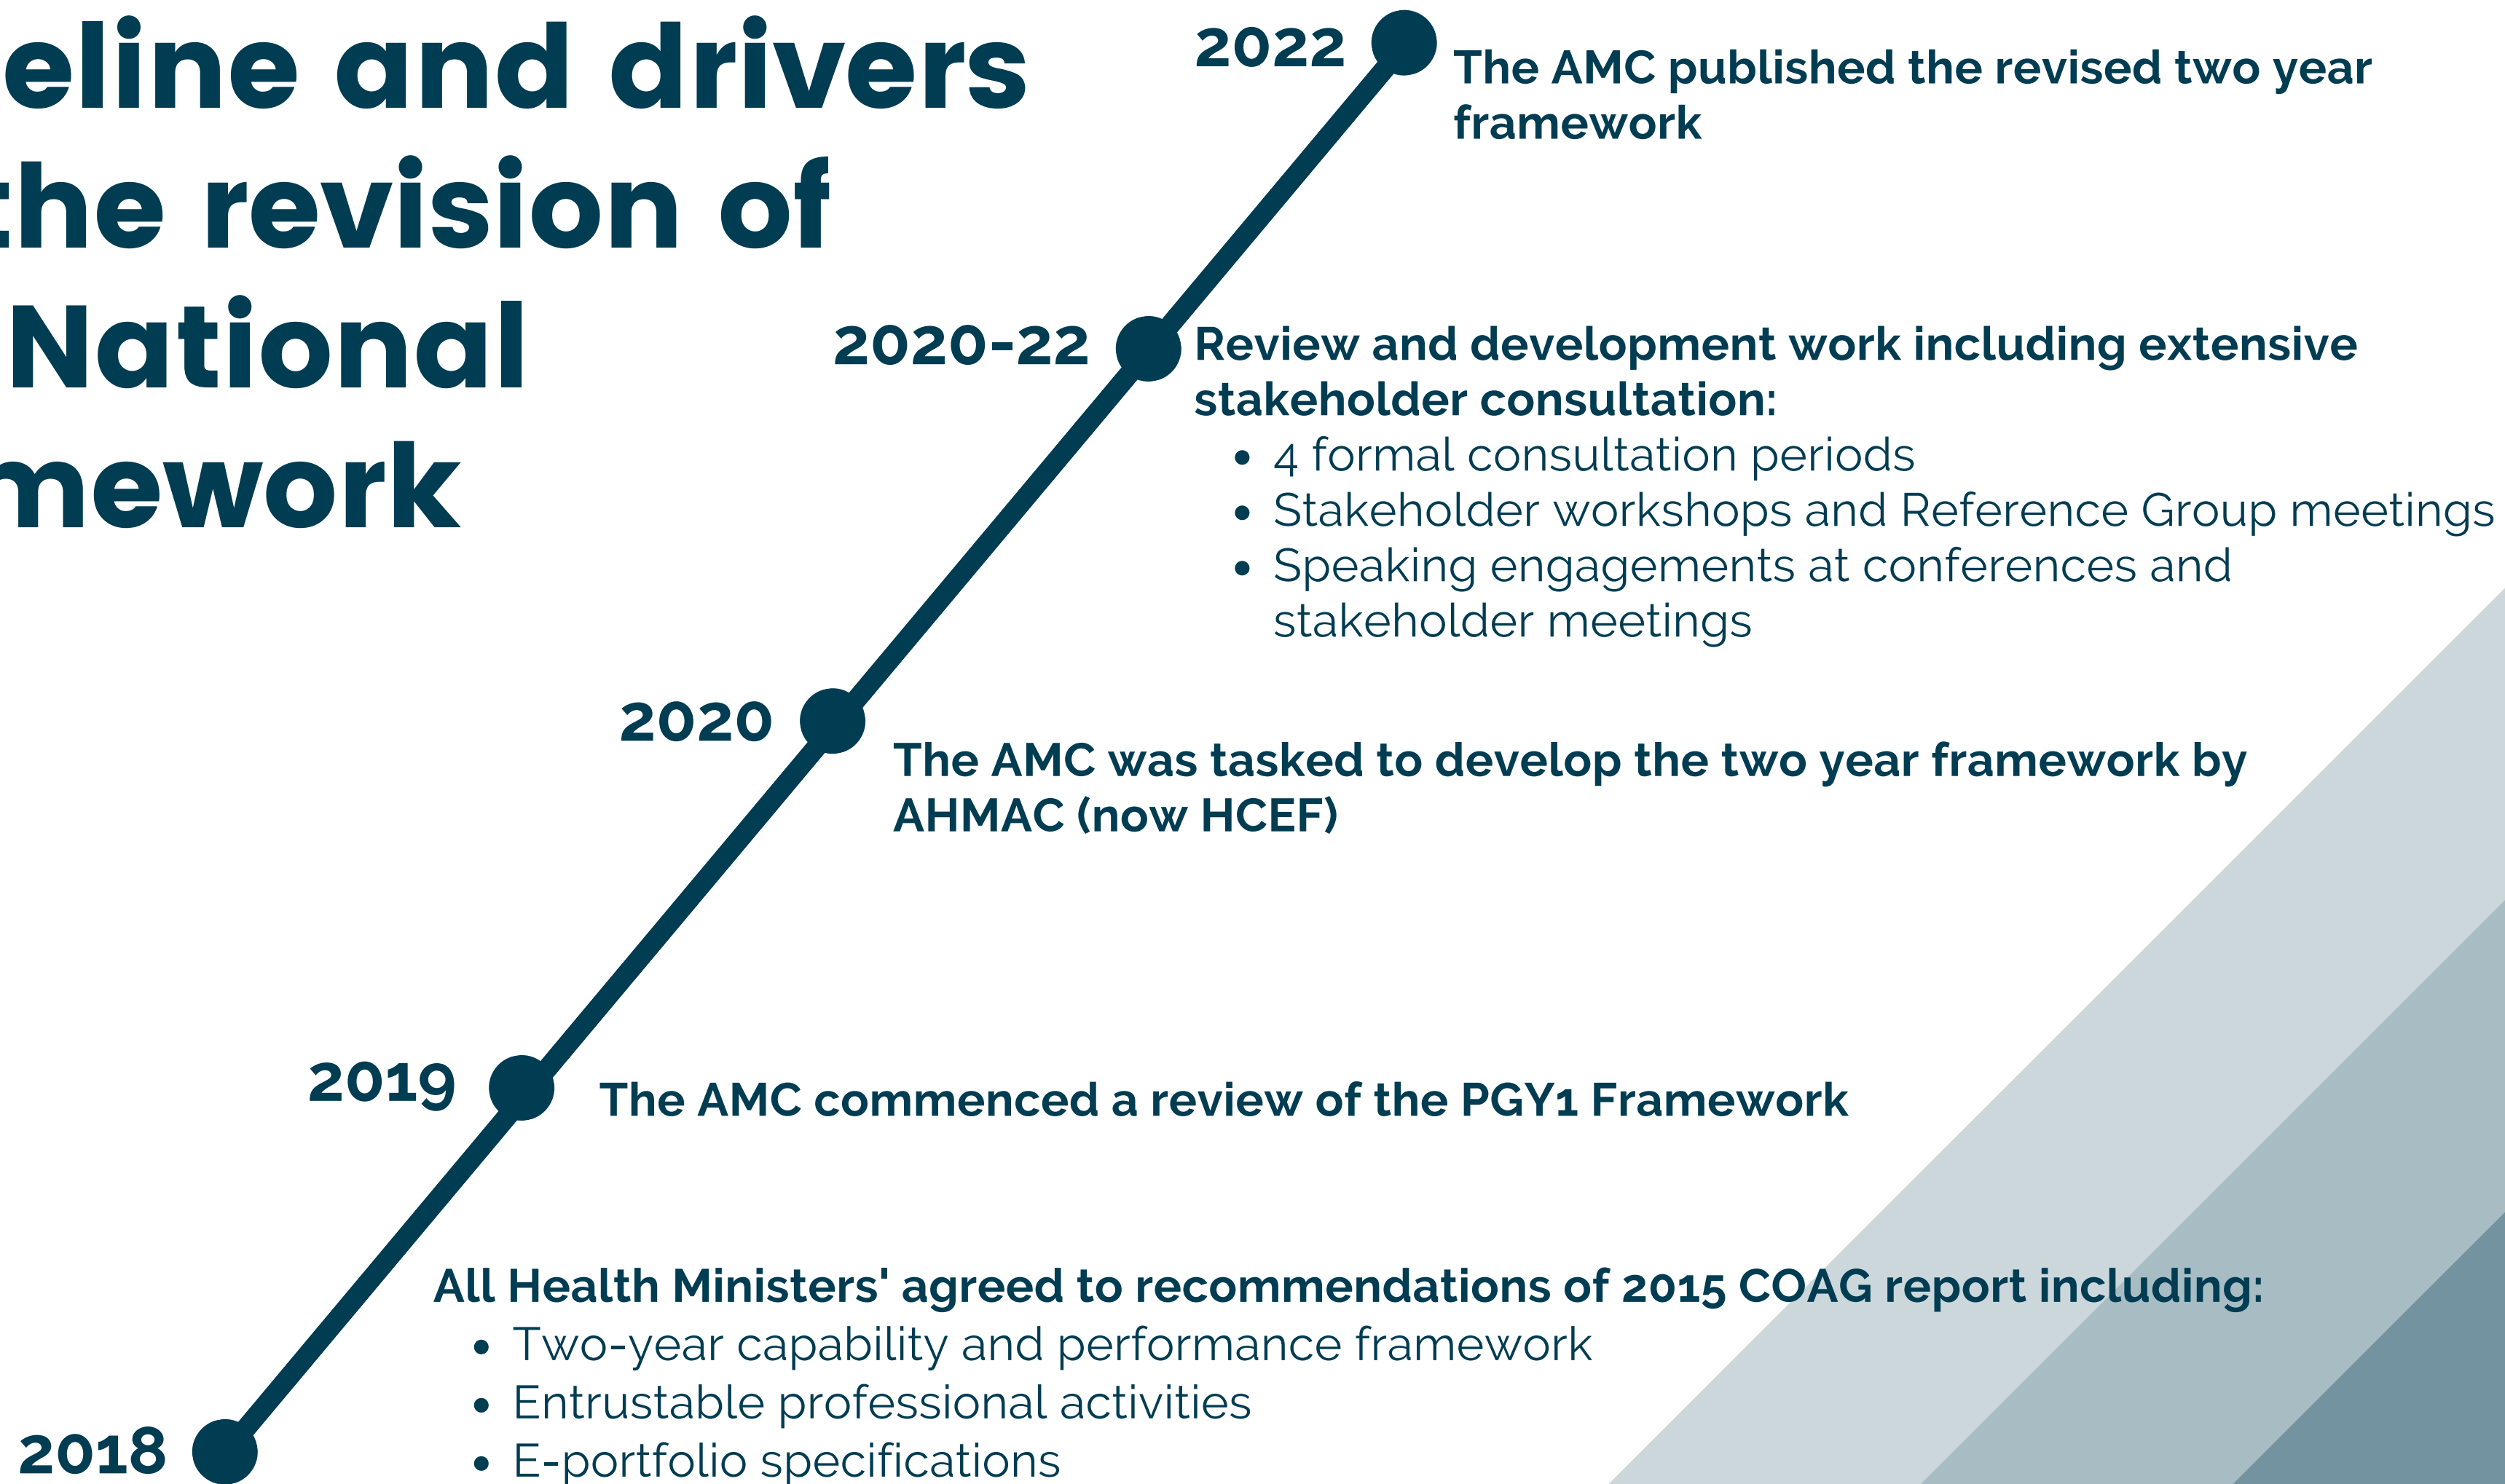 eline and drivers
the revision of
National
mework
2022
The AMC published the revised two year
framework
2020-22
Review and development work including extensive
stakeholder consultation:
• 4 formal consultation periods
• Stakeholder workshops and Reference Group meetings
• Speaking engagements at conferences and
stakeholder meetings
2020
The AMC was tasked to develop the two year framework by
AHMAC (now HCEF)
2019
The AMC commenced a review of the PGY1 Framework
All Health Ministers' agreed to recommendations of 2015 COAG report including:
• Two-year capability and performance framework
• Entrustable professional activities
• E-portfolio specifications
2018